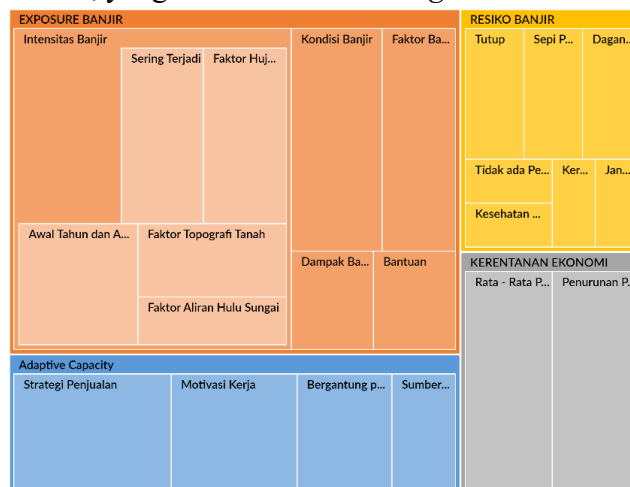 EXPOSURE BANJIR
Intensitas Banjir
Sering Terjadi
Faktor Huj...
Awal Tahun dan A...
Faktor Topografi Tanah
Faktor Aliran Hulu Sungai
Kondisi Banjir
Faktor Ba...
Dampak Ba...
Bantuan
RESIKO BANJIR
Tutup
Sepi P...
Dagan..
Tidak ada Pe...
Ker...
Jan...
Kesehatan ...
Adaptive Capacity
Strategi Penjualan
Motivasi Kerja
Bergantung p...
Sumber...
KERENTANAN EKONOMI
Rata - Rata P...
Penurunan P.